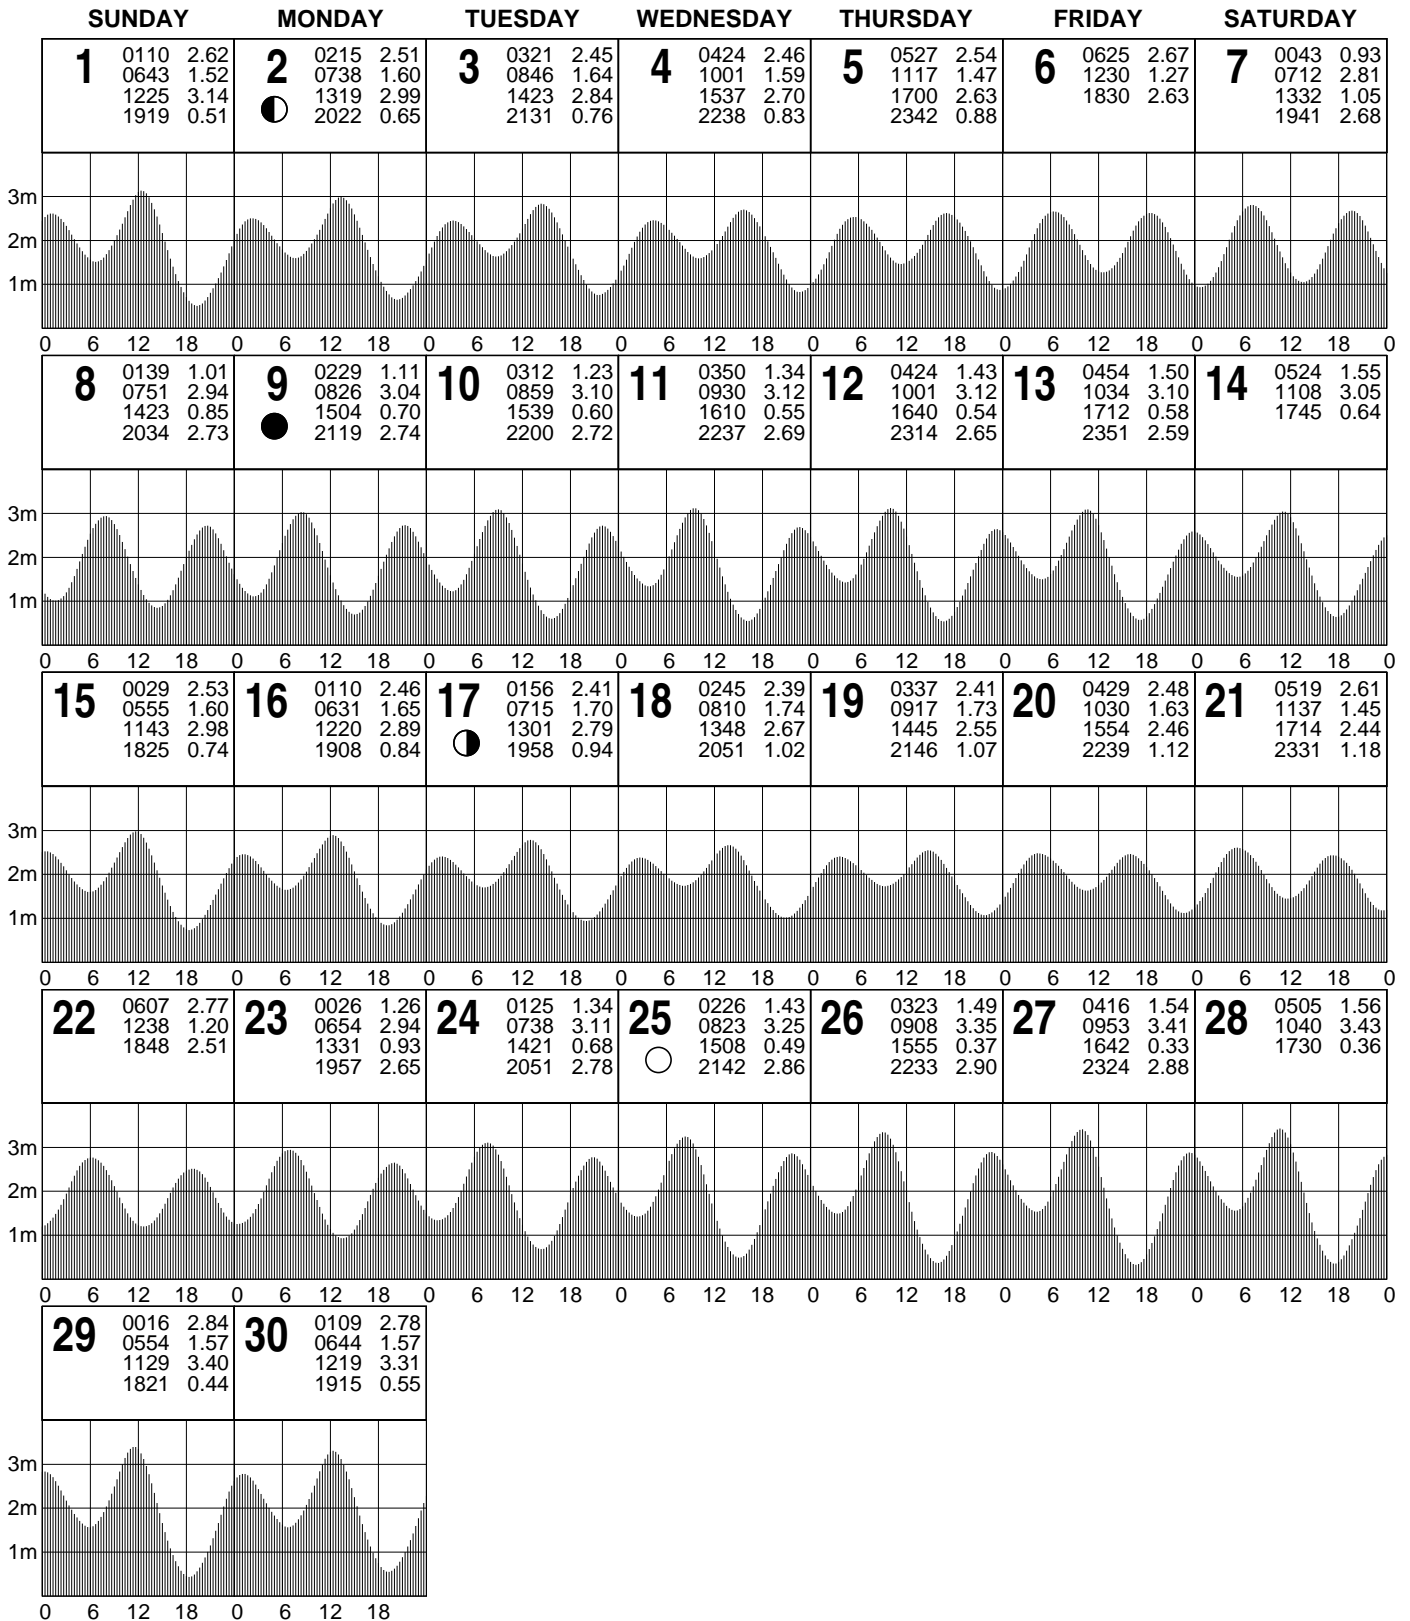 SUNDAY MONDAY TUESDAY WEDNESDAY THURSDAY FRIDAY SATURDAY
1 0110 2.62 2 0215 2.51 3 0321 2.45 4 0424 2.46 5 0527 2.54 6 0625 2.67 7 0043 0.93
0643 1.52 0738 1.60 0846 1.64 1001 1.59 1117 1.47 1230 1.27 0712 2.81
1225 3.14 1319 2.99 1423 2.84 1537 2.70 1700 2.63 1830 2.63 1332 1.05
1919 0.51 2022 0.65 2131 0.76 2238 0.83 2342 0.88 1941 2.68
3m
2m
1m
0 6 12 18 0 6 12 18 0 6 12 18 0 6 12 18 0 6 12 18 0 6 12 18 0 6 12 18 0
8 0139 1.01 9 0229 1.11 10 0312 1.23 11 0350 1.34 12 0424 1.43 13 0454 1.50 14 0524 1.55
0751 2.94 0826 3.04 0859 3.10 0930 3.12 1001 3.12 1034 3.10 1108 3.05
1423 0.85 1504 0.70 1539 0.60 1610 0.55 1640 0.54 1712 0.58 1745 0.64
2034 2.73 2119 2.74 2200 2.72 2237 2.69 2314 2.65 2351 2.59
3m
2m
1m
0 6 12 18 0 6 12 18 0 6 12 18 0 6 12 18 0 6 12 18 0 6 12 18 0 6 12 18 0
15 0029 2.53 16 0110 2.46 17 0156 2.41 18 0245 2.39 19 0337 2.41 20 0429 2.48 21 0519 2.61
0555 1.60 0631 1.65 0715 1.70 0810 1.74 0917 1.73 1030 1.63 1137 1.45
1143 2.98 1220 2.89 1301 2.79 1348 2.67 1445 2.55 1554 2.46 1714 2.44
1825 0.74 1908 0.84 1958 0.94 2051 1.02 2146 1.07 2239 1.12 2331 1.18
3m
2m
1m
0 6 12 18 0 6 12 18 0 6 12 18 0 6 12 18 0 6 12 18 0 6 12 18 0 6 12 18 0
22 0607 2.77 23 0026 1.26 24 0125 1.34 25 0226 1.43 26 0323 1.49 27 0416 1.54 28 0505 1.56
1238 1.20 0654 2.94 0738 3.11 0823 3.25 0908 3.35 0953 3.41 1040 3.43
1848 2.51 1331 0.93 1421 0.68 1508 0.49 1555 0.37 1642 0.33 1730 0.36
1957 2.65 2051 2.78 2142 2.86 2233 2.90 2324 2.88
3m
2m
1m
0 6 12 18 0 6 12 18 0 6 12 18 0 6 12 18 0 6 12 18 0 6 12 18 0 6 12 18 0
29 0016 2.84 30 0109 2.78
0554 1.57 0644 1.57
1129 3.40 1219 3.31
1821 0.44 1915 0.55
3m
2m
1m
0 6 12 18 0 6 12 18